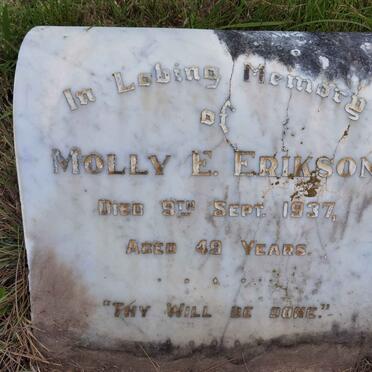 In Loving Memory
of
MOLLY E. ERIKSON
DIED 9TH SEPT. 1937,
AGED 49 YEARS.
"THY WILL BE DONE."